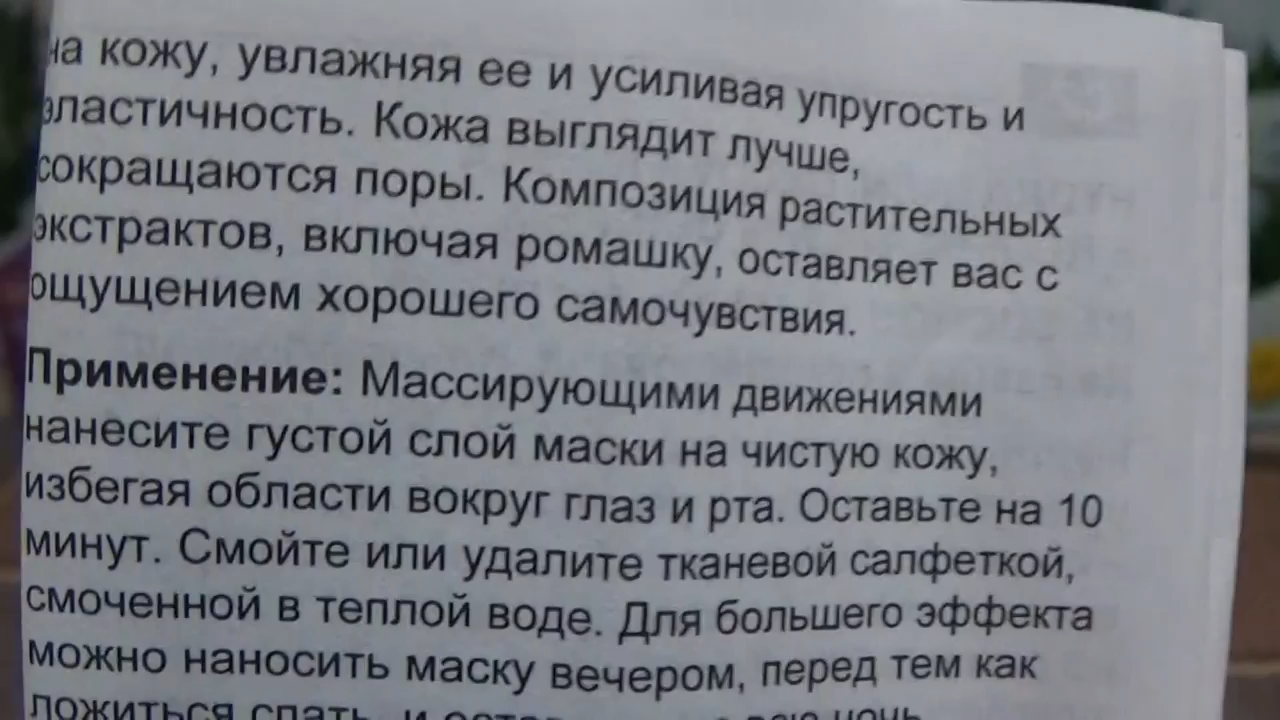 на кожу, увлажняя ее и усиливая упругость и
эластичность. Кожа выглядит лучше,
сокращаются поры. Композиция растительных
экстрактов, включая ромашку, оставляет вас с
ощущением хорошего самочувствия.
Применение: Массирующими движениями
нанесите густой слой маски на чистую кожу,
избегая области вокруг глаз и рта. Оставьте на 10
минут. Смойте или удалите тканевой салфеткой,
смоченной в теплой воде. Для большего эффекта
можно наносить маску вечером, перед тем как
ложиться спать, и